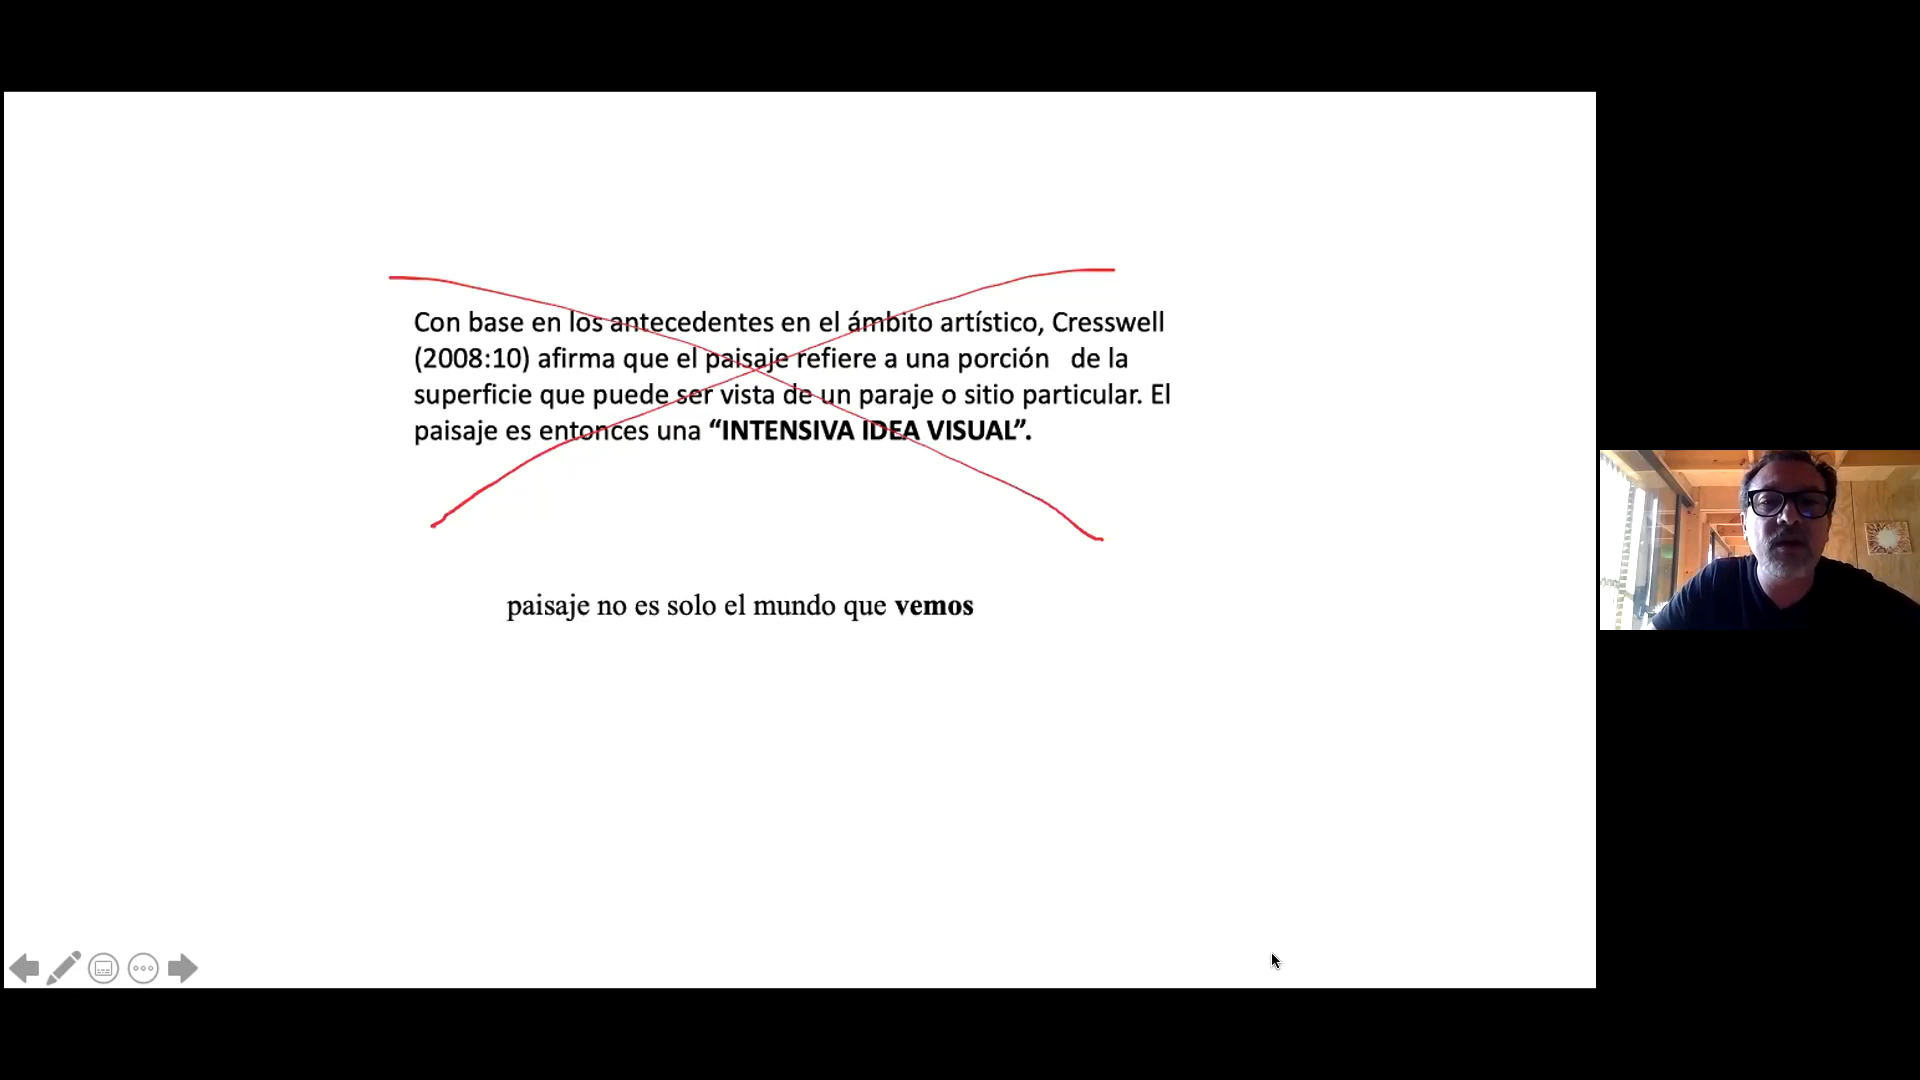 Con base en los antecedentes en el ámbito artístico, Cresswell
(2008:10) afirma que el paisaje refiere a una porción de la
superficie que puede ser vista de un paraje o sitio particular. El
paisaje es entonces una “INTENSIVA IDEA VISUAL”.
paisaje no es solo el mundo que vemos